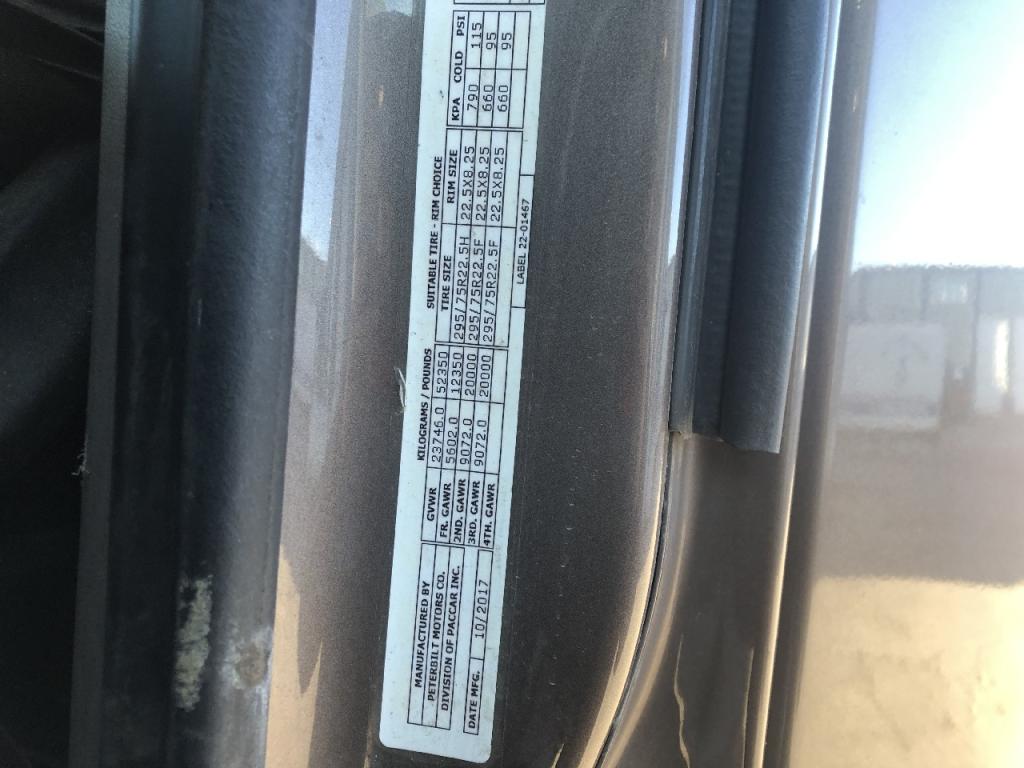 KILOGRAMS / POUNDS SUITABLE TIRE - RIM CHOICE
MANUFACTURED BY GVWR 23746.0 52350 TIRE SIZE RIM SIZE KPA COLD PSI
PETERBILT MOTORS CO. FR. GAWR 5602.0 12350 295/75R22.5H 22.5X8.25 790 115
DIVISION OF PACCAR INC. 2ND. GAWR 9072.0 20000 295/75R22.5F 22.5X8.25 660 95
3RD. GAWR 9072.0 20000 295/75R22.5F 22.5X8.25 660 95
DATE MFG. 10/2017 4TH. GAWR
LABEL 22-01467